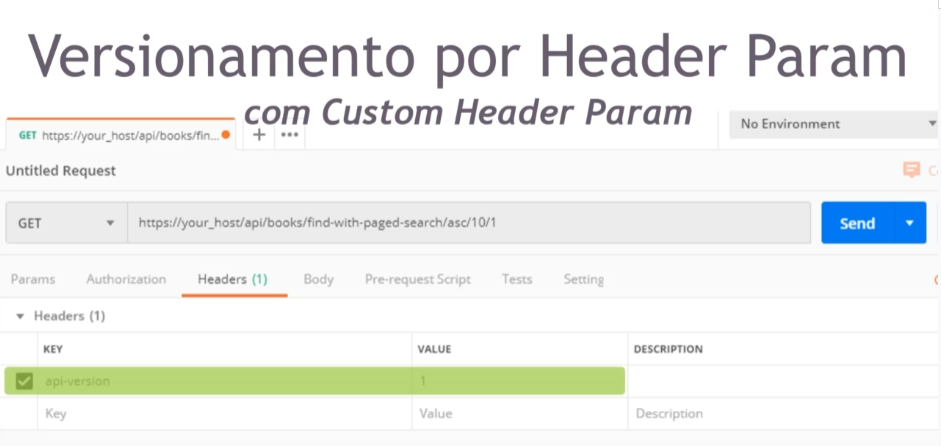 Versionamento por Header Param
com Custom Header Param
GET https://your_host/api/books/fin... + ••• No Environment
Untitled Request
GET https://your_host/api/books/find-with-paged-search/asc/10/1 Send
Params Authorization Headers (1) Body Pre-request Script Tests Setting
Headers (1)
KEY VALUE DESCRIPTION
api-version 1
Key Value Description